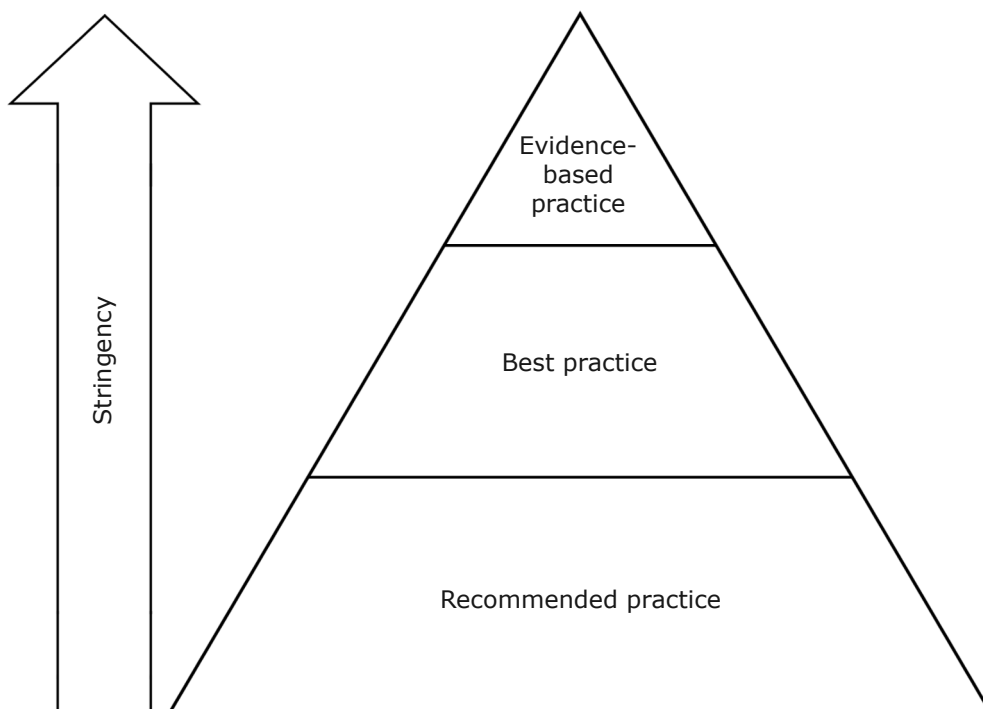 Stringency
Evidence-
based
practice
Best practice
Recommended practice